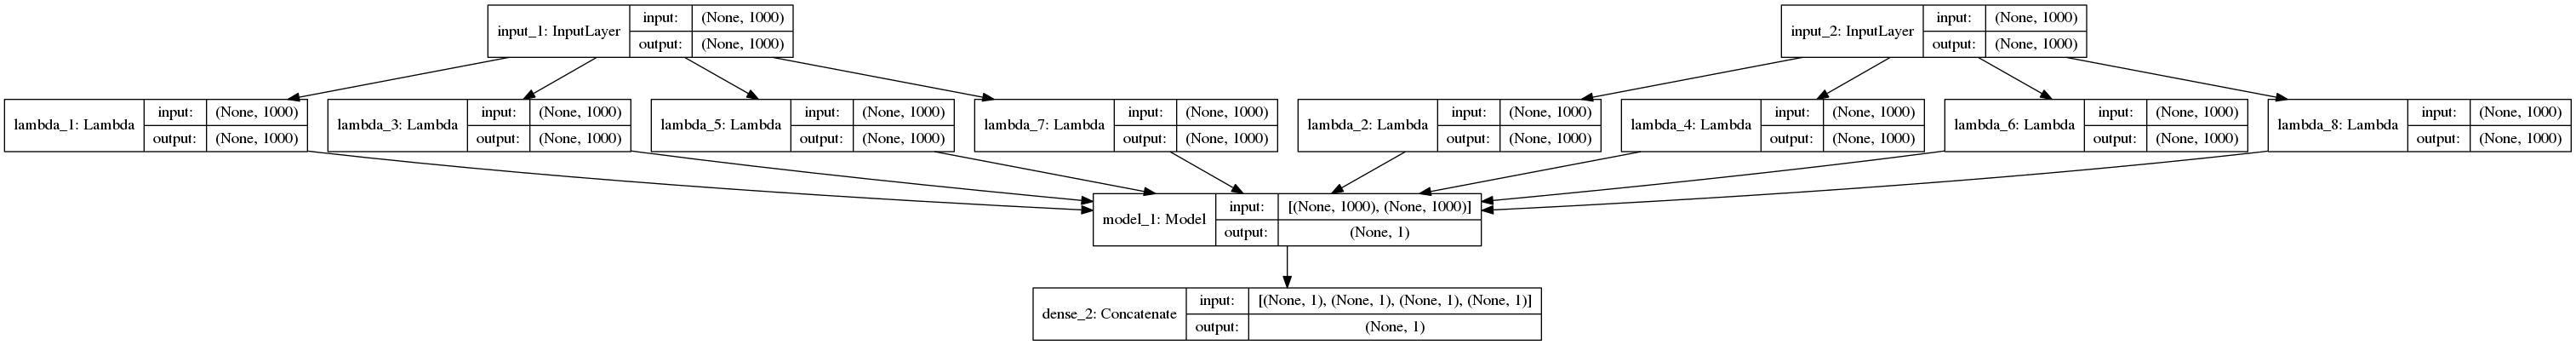 input_1: InputLayer
input: (None, 1000)
output: (None, 1000)
input_2: InputLayer
input: (None, 1000)
output: (None, 1000)
lambda_1: Lambda
input: (None, 1000)
output: (None, 1000)
lambda_3: Lambda
input: (None, 1000)
output: (None, 1000)
lambda_5: Lambda
input: (None, 1000)
output: (None, 1000)
lambda_7: Lambda
input: (None, 1000)
output: (None, 1000)
lambda_2: Lambda
input: (None, 1000)
output: (None, 1000)
lambda_4: Lambda
input: (None, 1000)
output: (None, 1000)
lambda_6: Lambda
input: (None, 1000)
output: (None, 1000)
lambda_8: Lambda
input: (None, 1000)
output: (None, 1000)
model_1: Model
input: [(None, 1000), (None, 1000)]
output: (None, 1)
dense_2: Concatenate
input: [(None, 1), (None, 1), (None, 1), (None, 1)]
output: (None, 1)